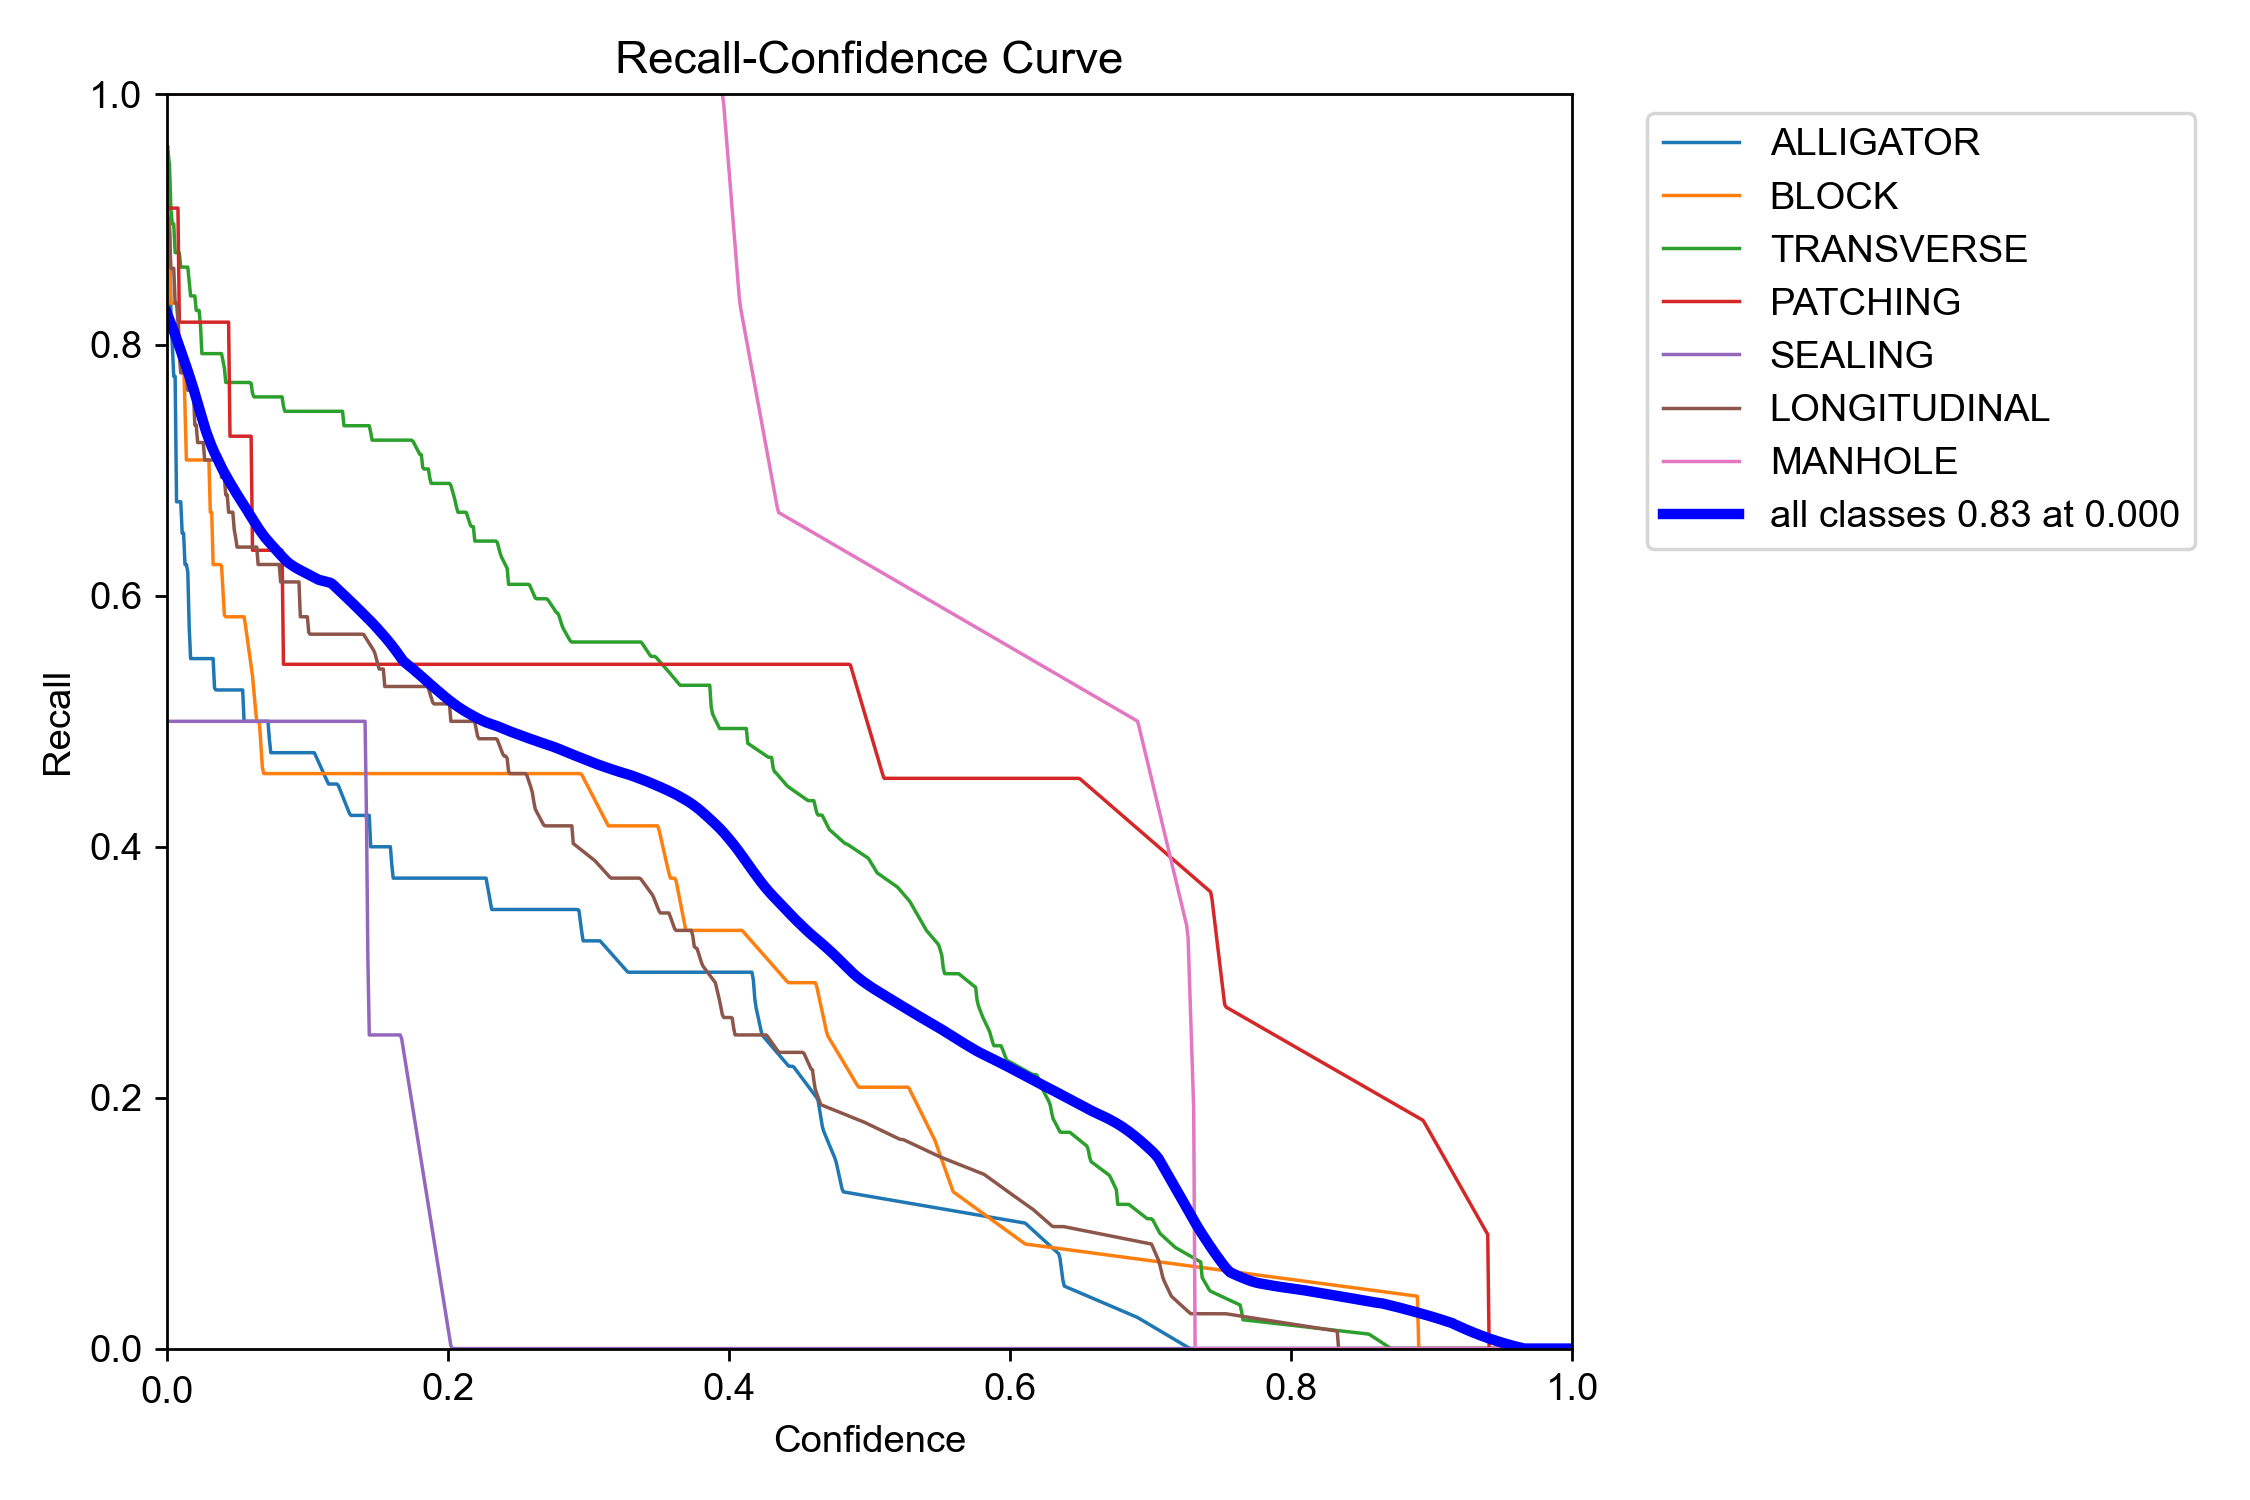 Recall-Confidence Curve
1.0
0.8
0.6
0.4
0.2
0.0
Recall
0.0 0.2 0.4 0.6 0.8 1.0
Confidence
ALLIGATOR
BLOCK
TRANSVERSE
PATCHING
SEALING
LONGITUDINAL
MANHOLE
all classes 0.83 at 0.000